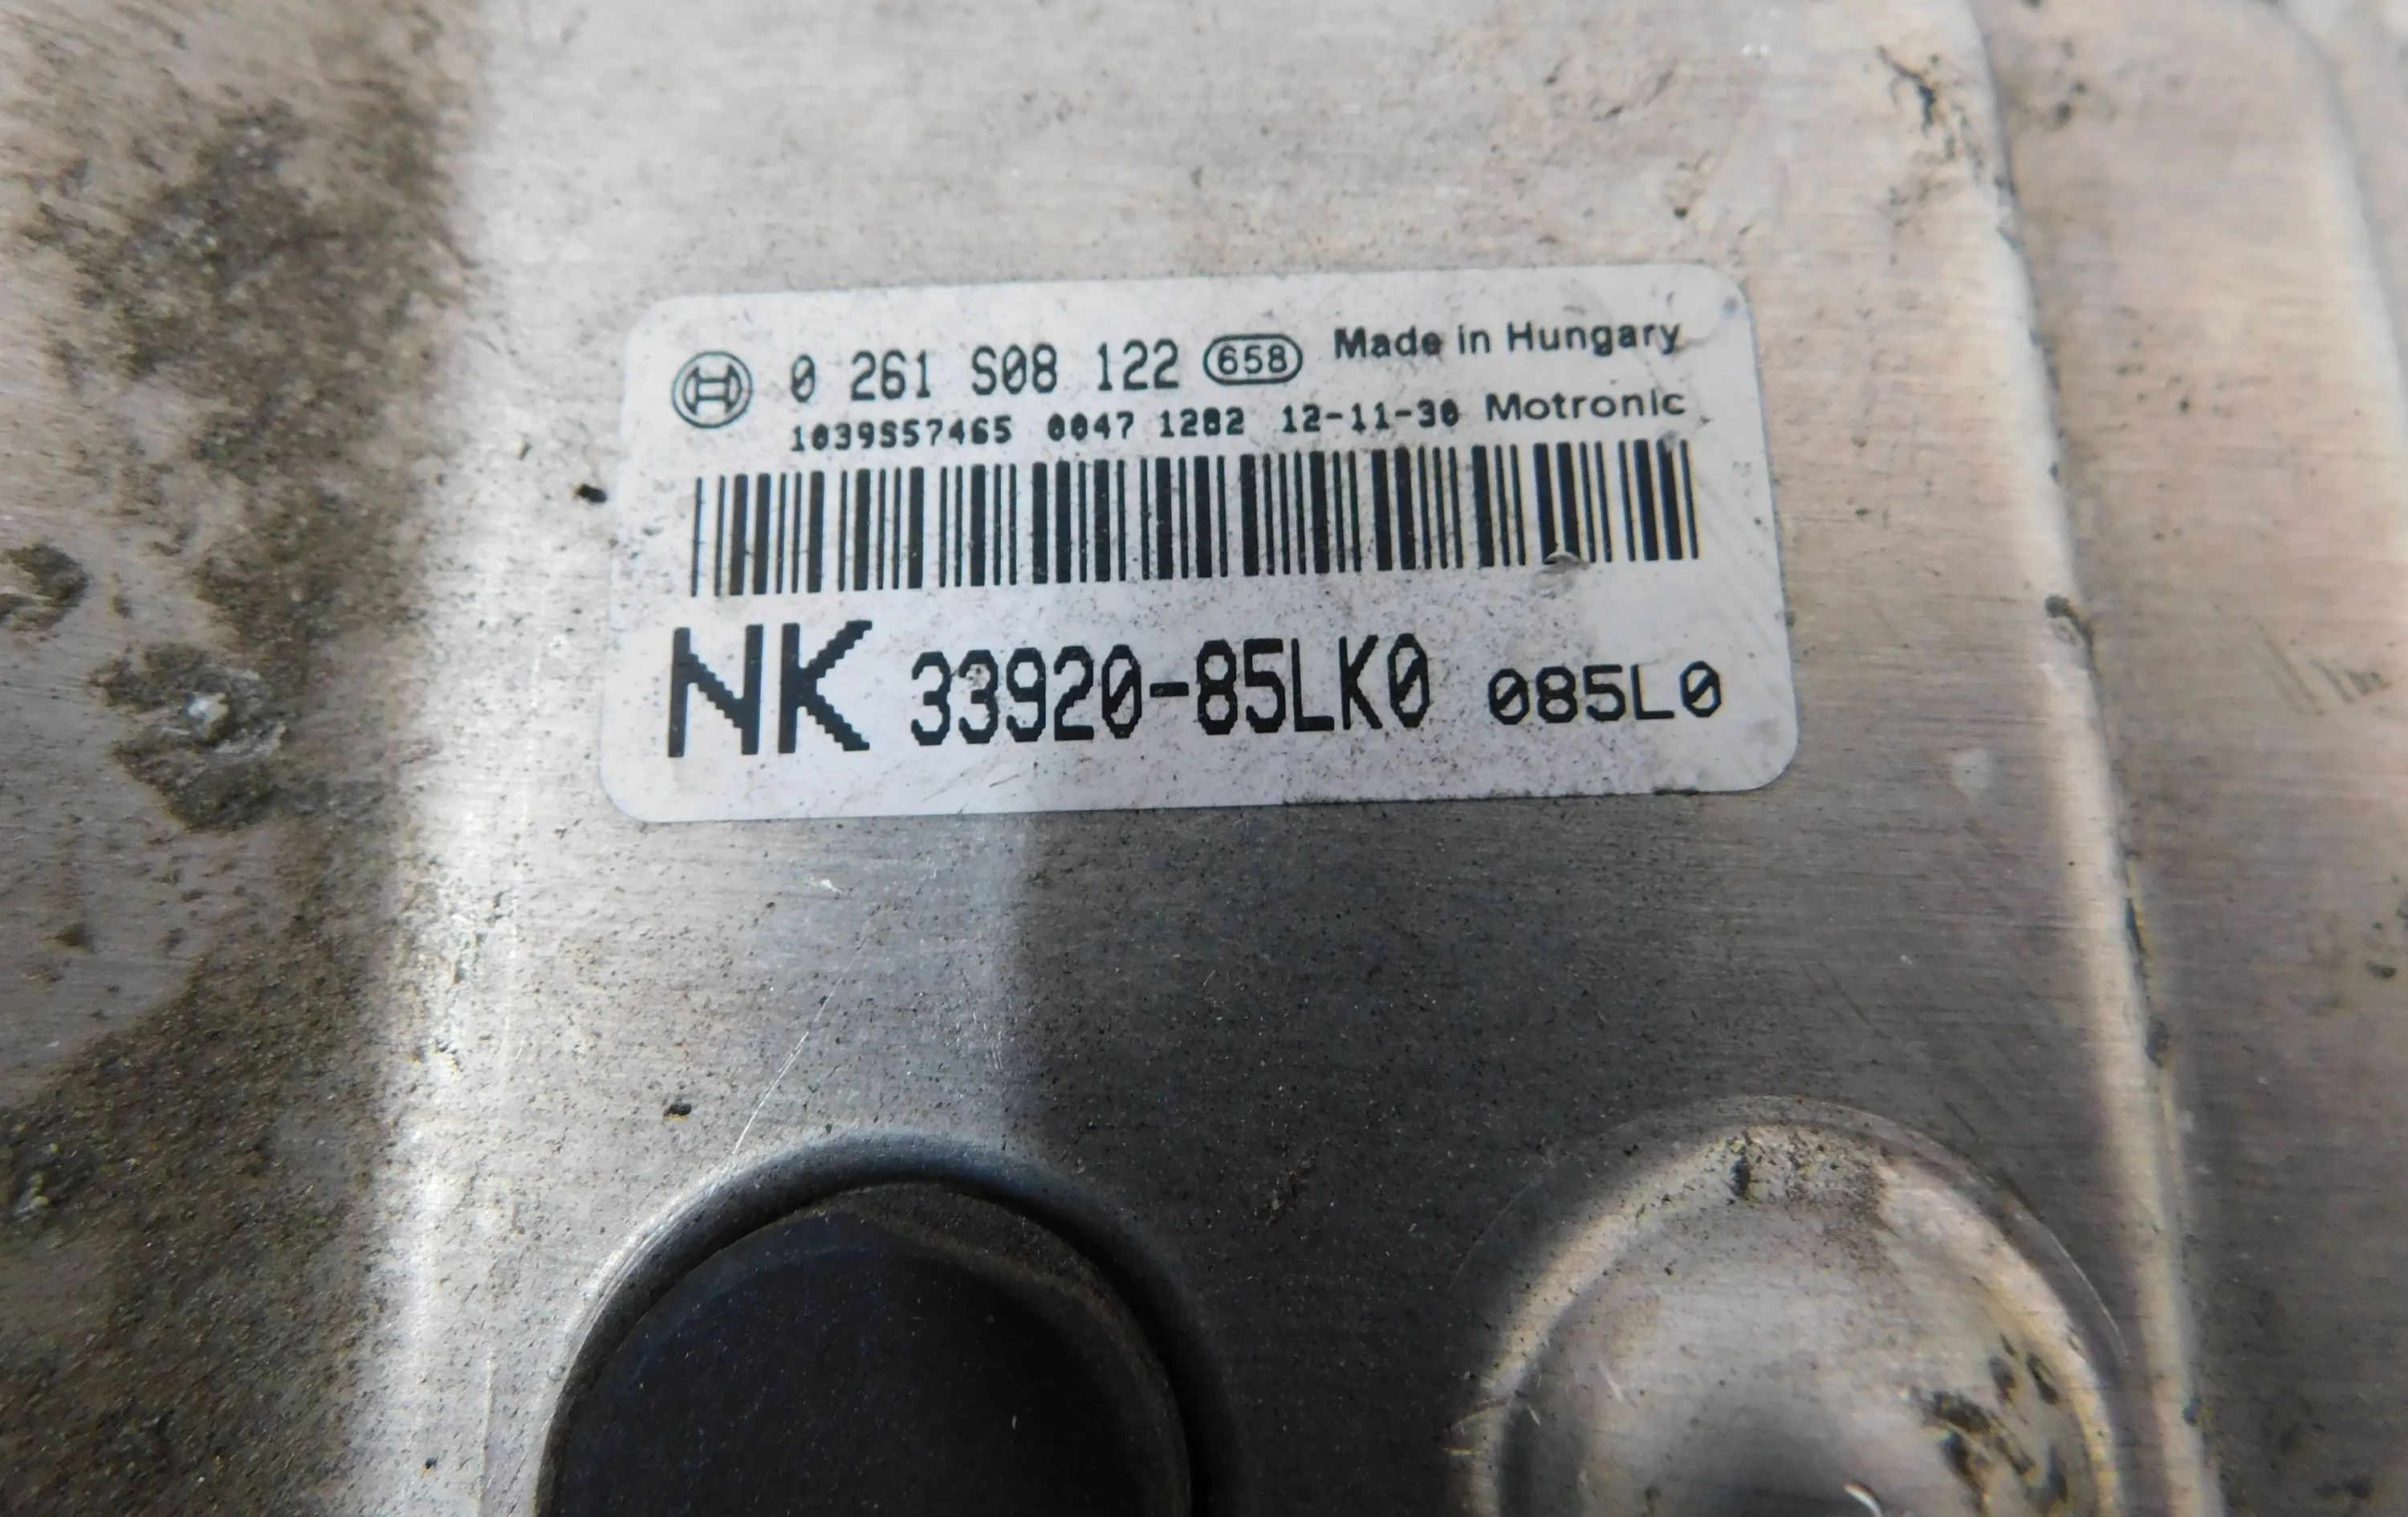 0 261 S08 122 658 Made in Hungary
1039S57465 0047 1282 12-11-30 Motronic
NK 33920-85LK0 085L0